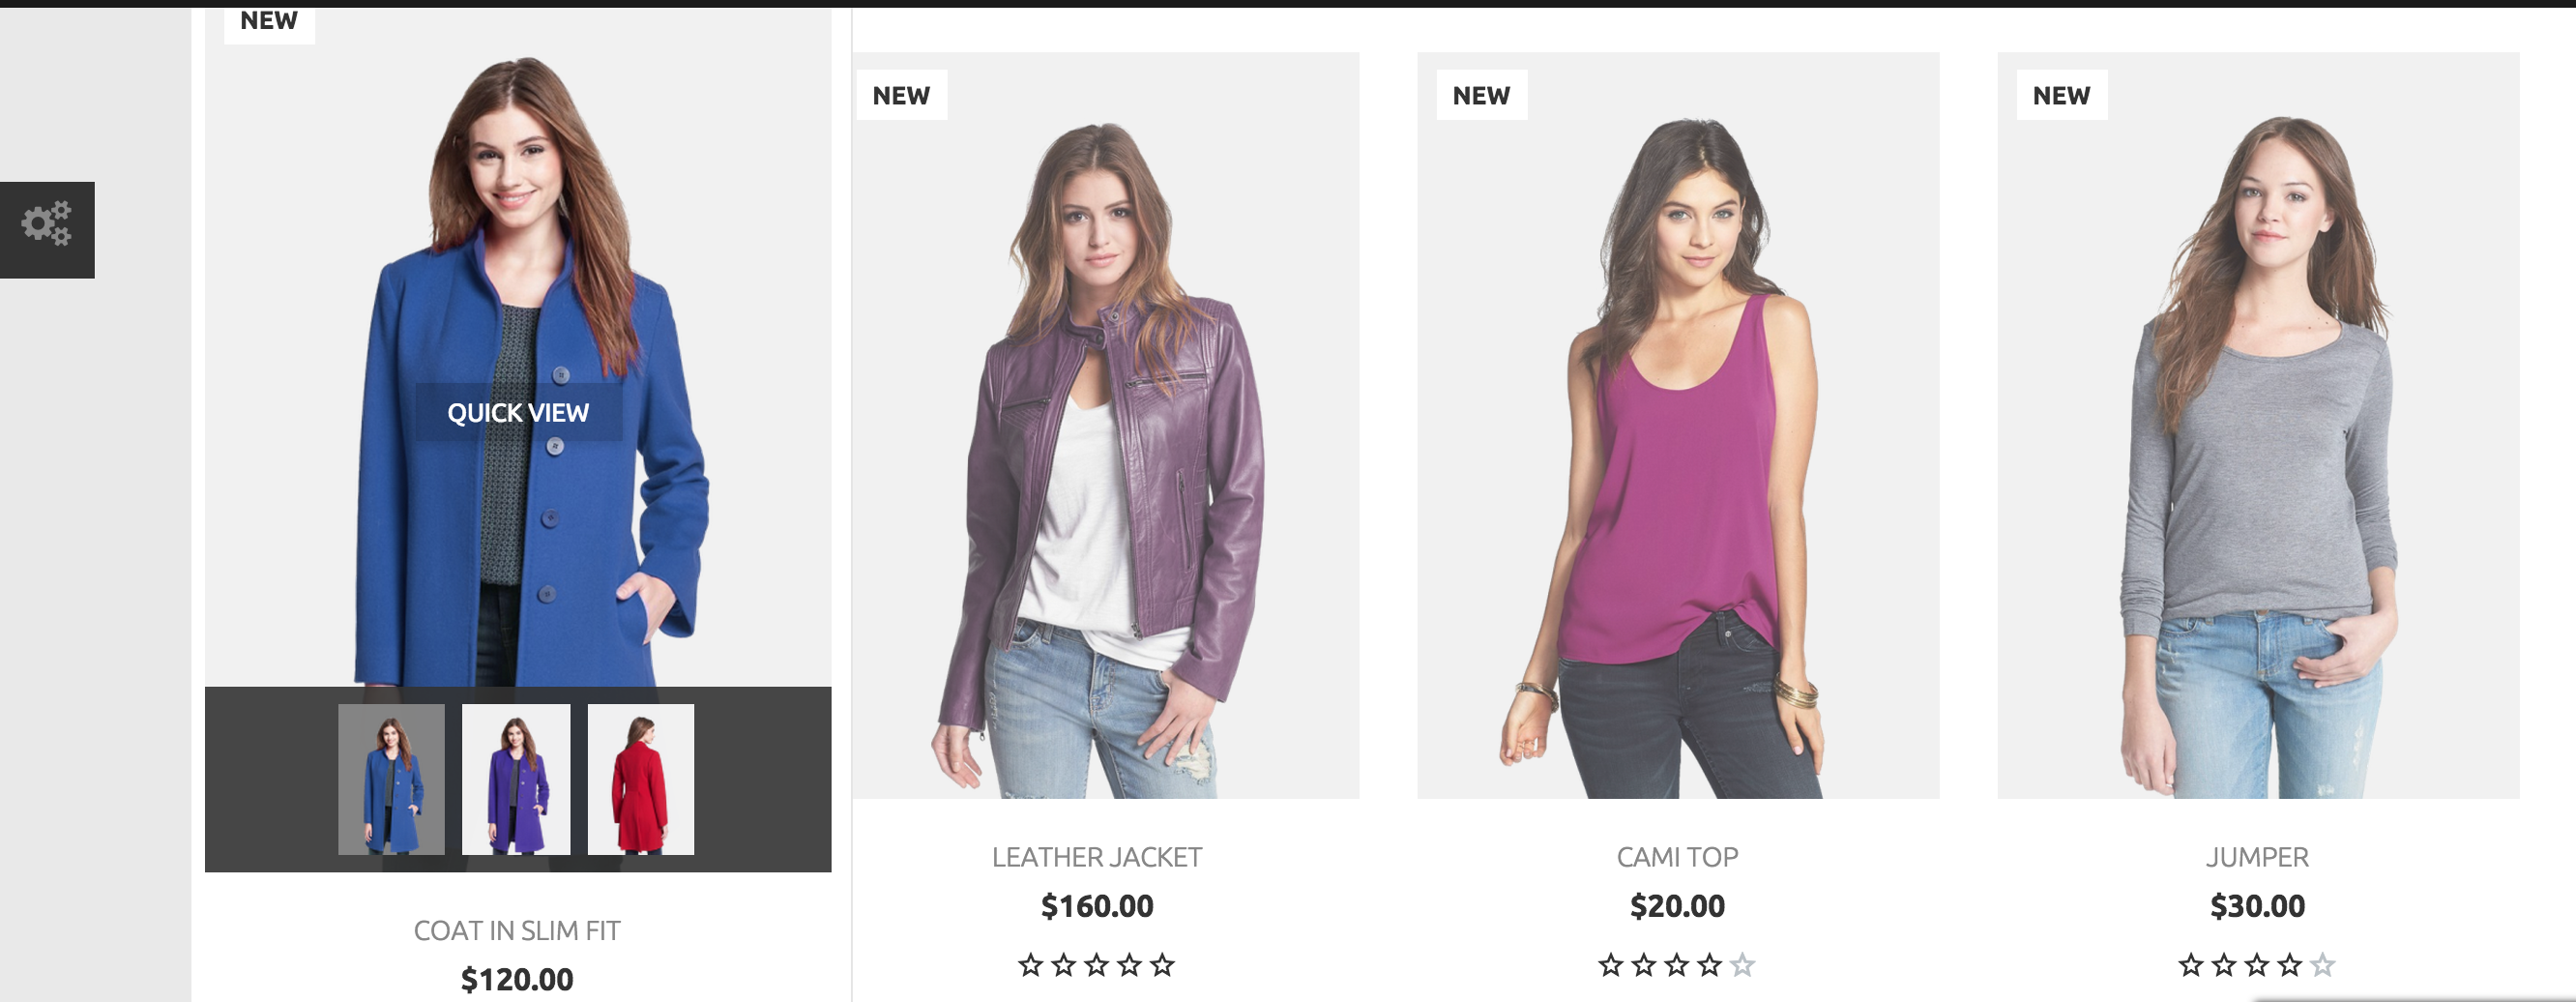 NEW
QUICK VIEW
COAT IN SLIM FIT
$120.00
NEW
LEATHER JACKET
$160.00
NEW
CAMI TOP
$20.00
NEW
JUMPER
$30.00